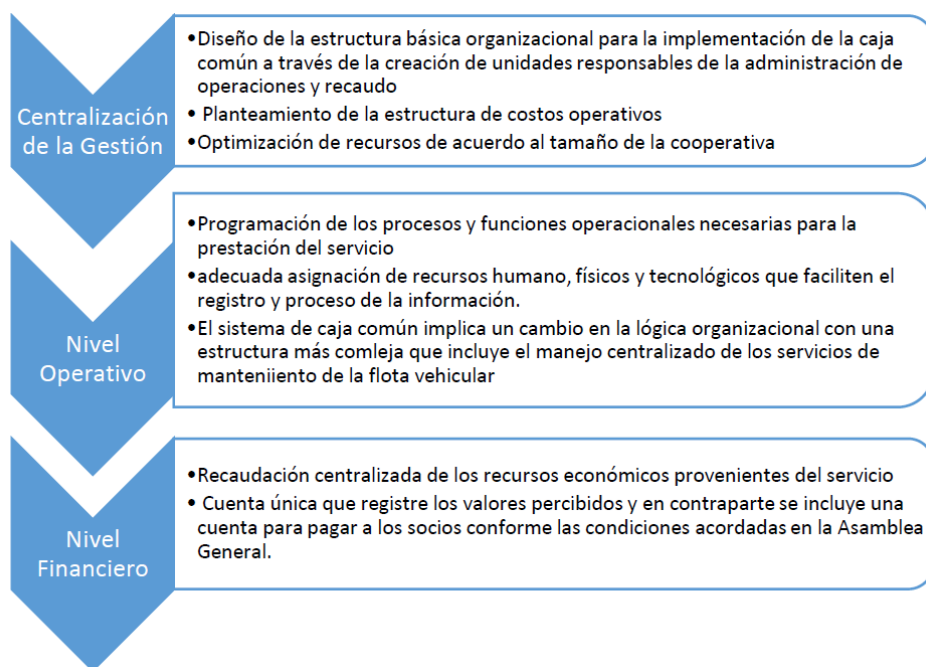 Centralización
de la Gestión
•Diseño de la estructura básica organizacional para la implementación de la caja
común a través de la creación de unidades responsables de la administración de
operaciones y recaudo
• Planteamiento de la estructura de costos operativos
•Optimización de recursos de acuerdo al tamaño de la cooperativa
Nivel
Operativo
•Programación de los procesos y funciones operacionales necesarias para la
prestación del servicio
•adecuada asignación de recursos humano, físicos y tecnológicos que faciliten el
registro y proceso de la información.
•El sistema de caja común implica un cambio en la lógica organizacional con una
estructura más comleja que incluye el manejo centralizado de los servicios de
manteniiento de la flota vehicular
Nivel
Financiero
•Recaudación centralizada de los recursos económicos provenientes del servicio
• Cuenta única que registre los valores percibidos y en contraparte se incluye una
cuenta para pagar a los socios conforme las condiciones acordadas en la Asamblea
General.